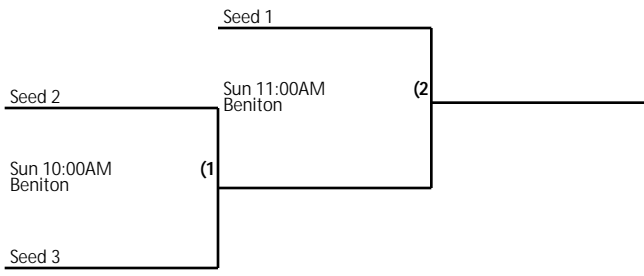 Seed 1
Sun 11:00AM
Beniton
(2
Seed 2
Sun 10:00AM
Beniton
(1
Seed 3